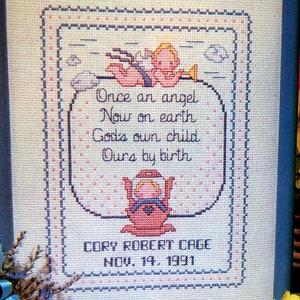 Once an angel
Now on earth
Gods own child
Ours by birth
CORY ROBERT CAGE
NOV. 14, 1991